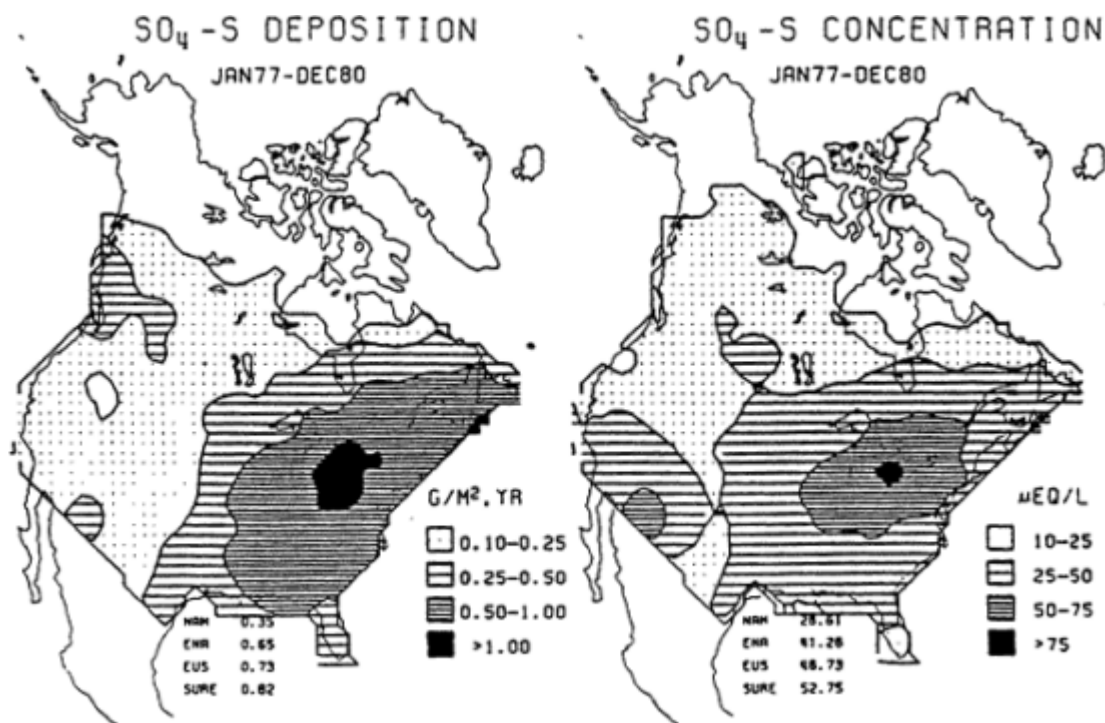 SO₄ -S DEPOSITION
JAN77-DEC80
G/M², YR
0.10-0.25
0.25-0.50
0.50-1.00
>1.00
NAM 0.35
ENA 0.65
EUS 0.73
SURE 0.82
SO₄ -S CONCENTRATION
JAN77-DEC80
μEQ/L
10-25
25-50
50-75
>75
NAM 28.61
ENA 41.26
EUS 48.73
SURE 52.75